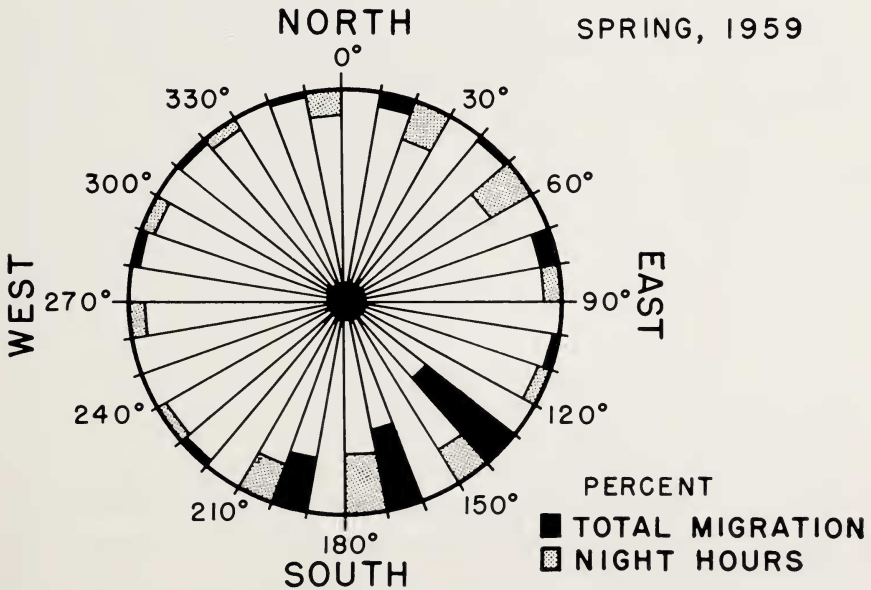 NORTH
SPRING, 1959
0°
330°
30°
300°
60°
WEST
270°
90°
EAST
240°
120°
210°
150°
180°
SOUTH
PERCENT
TOTAL MIGRATION
NIGHT HOURS